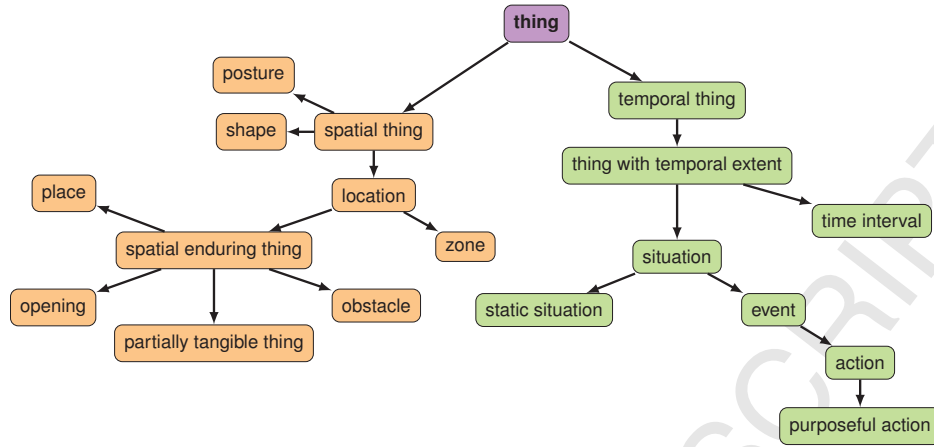 thing
posture
temporal thing
shape
spatial thing
thing with temporal extent
place
location
time interval
spatial enduring thing
zone
situation
opening
obstacle
static situation
event
partially tangible thing
action
purposeful action
SCRIPT